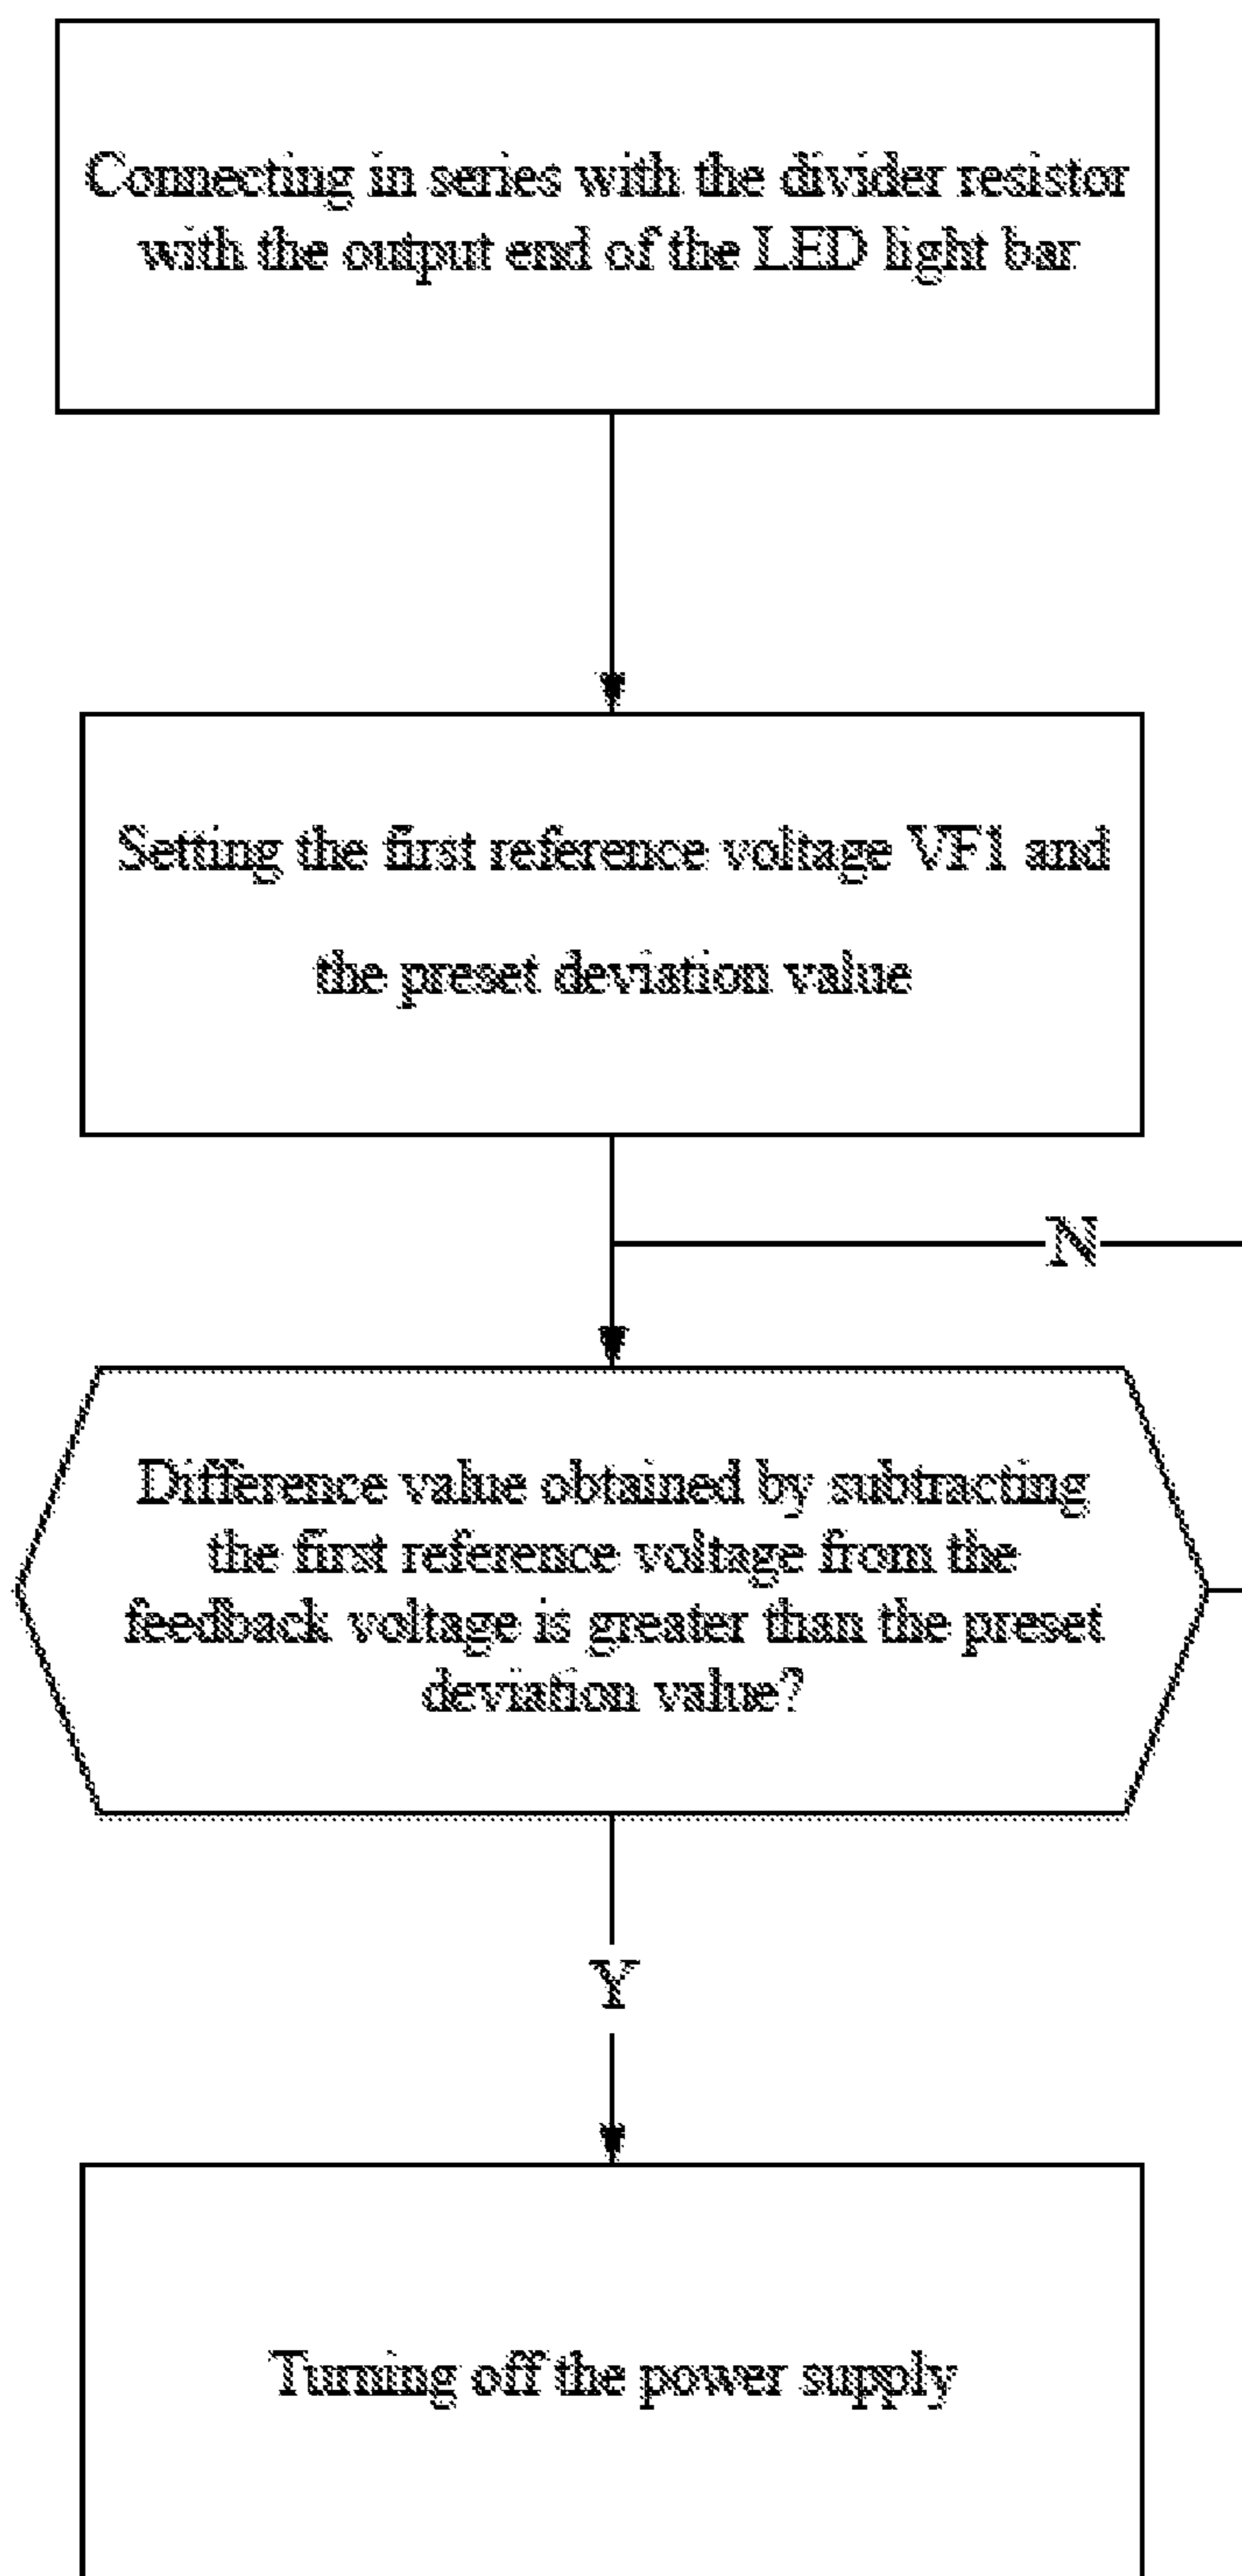 Connecting in series with the divider resistor
with the output end of the LED light bar
Setting the first reference voltage VF1 and
the preset deviation value
N
Difference value obtained by subtracting
the first reference voltage from the
feedback voltage is greater than the preset
deviation value?
Y
Turning off the power supply